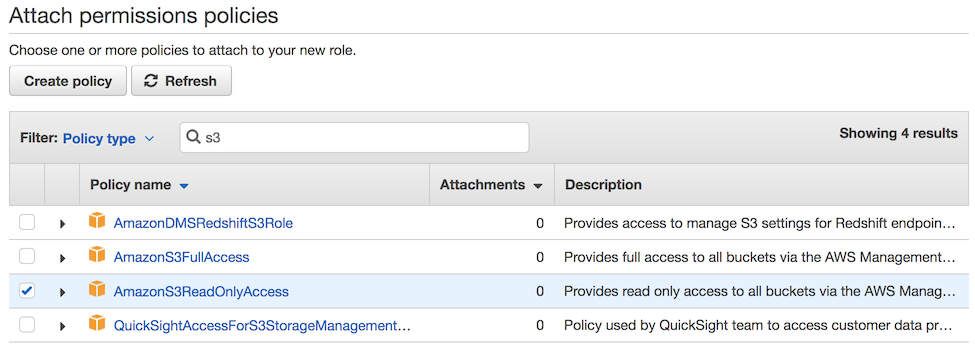 Attach permissions policies
Choose one or more policies to attach to your new role.
Create policy Refresh
Filter: Policy type s3 Showing 4 results
Policy name Attachments Description
AmazonDMSRedshiftS3Role 0 Provides access to manage S3 settings for Redshift endpoin…
AmazonS3FullAccess 0 Provides full access to all buckets via the AWS Management…
AmazonS3ReadOnlyAccess 0 Provides read only access to all buckets via the AWS Manag…
QuickSightAccessForS3StorageManagement… 0 Policy used by QuickSight team to access customer data pr…